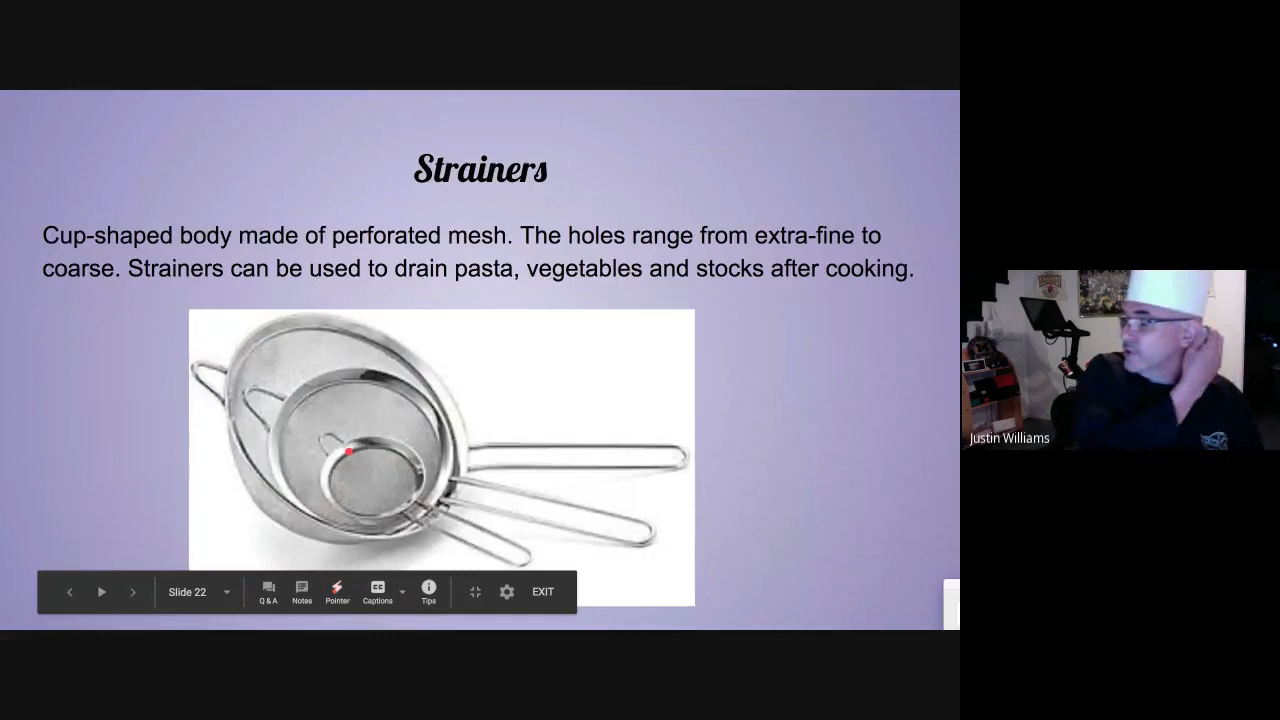 Strainers
Cup-shaped body made of perforated mesh. The holes range from extra-fine to
coarse. Strainers can be used to drain pasta, vegetables and stocks after cooking.
Justin Williams
Slide 22
Q & A
Notes
Pointer
CC
Captions
Tips
EXIT